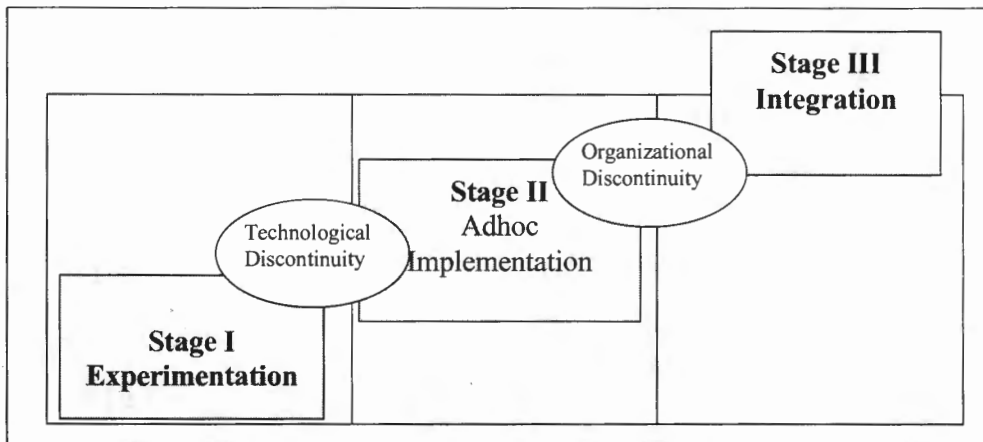 Stage I
Experimentation
Technological
Discontinuity
Stage II
Adhoc
Implementation
Organizational
Discontinuity
Stage III
Integration